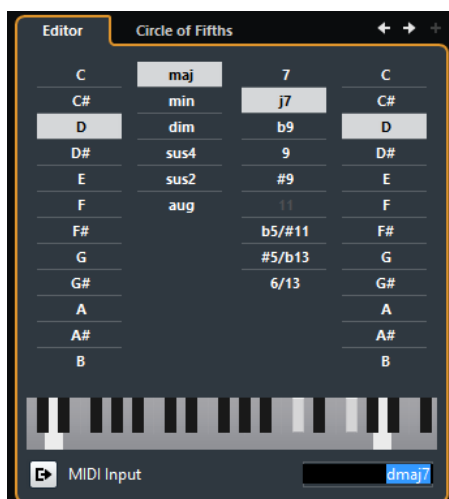 Editor Circle of Fifths
C maj 7 C
C# min j7 C#
D dim b9 D
D# sus4 9 D#
E sus2 #9 E
F aug 11 F
F# b5/#11 F#
G #5/b13 G
G# 6/13 G#
A A
A# A#
B B
MIDI Input dmaj7